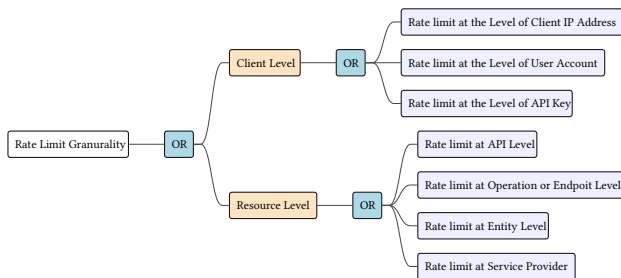 Rate limit at the Level of Client IP Address
Client Level
OR
Rate limit at the Level of User Account
Rate limit at the Level of API Key
Rate Limit Granurality
OR
Rate limit at API Level
Rate limit at Operation or Endpoit Level
Resource Level
OR
Rate limit at Entity Level
Rate limit at Service Provider